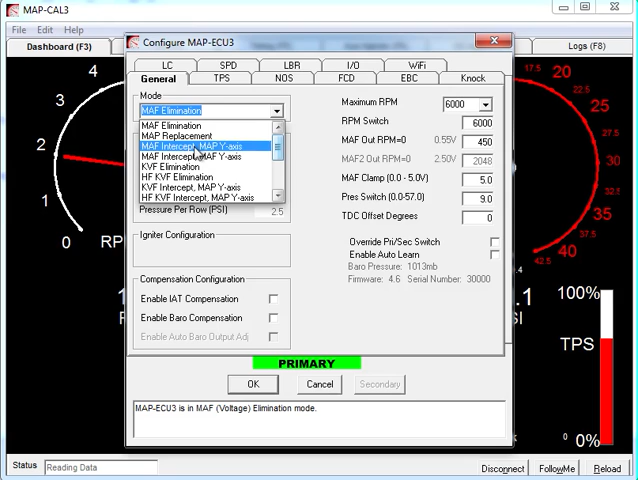 MAP-CAL3
File Edit Help
Dashboard (F3)
Logs (F8)
Configure MAP-ECU3
LC SPD LBR I/O WiFi
General TPS NOS FCD EBC Knock
Mode
MAF Elimination
MAF Elimination
MAP Replacement
MAF Intercept, MAP Y-axis
MAF Intercept, MAF Y-axis
KVF Elimination
HF KVF Elimination
KVF Intercept, MAP Y-axis
HF KVF Intercept, MAP Y-axis
Pressure Per Row (PSI) 2.5
Igniter Configuration
Compensation Configuration
Enable IAT Compensation
Enable Baro Compensation
Enable Auto Baro Output Adj
Maximum RPM 6000
RPM Switch 6000
MAF Out RPM=0 0.55V 450
MAF2 Out RPM=0 2.50V 2048
MAF Clamp (0.0 - 5.0V) 5.0
Pres Switch (0.0-57.0) 9.0
TDC Offset Degrees 0
Override Pri/Sec Switch
Enable Auto Learn
Baro Pressure: 1013mb
Firmware: 4.6 Serial Number: 30000
PRIMARY
OK Cancel Secondary
MAP-ECU3 is in MAF (Voltage) Elimination mode.
4
3
2
1
0
RP
17.5
20
22.5
25
27.5
30
32.5
35
37.5
40
42.5
.4
.1
SI
100%
TPS
0
0%
Status Reading Data
Disconnect FollowMe Reload